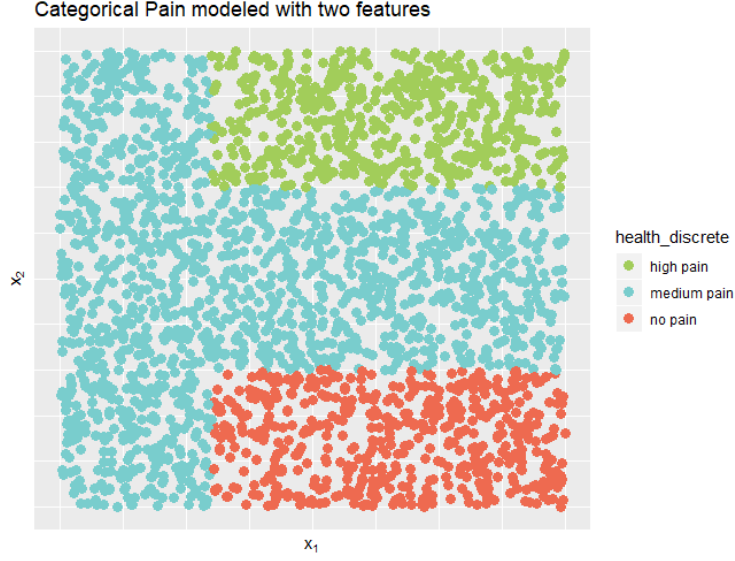 Categorical Pain modeled with two features
x₂
x₁
health_discrete
high pain
medium pain
no pain